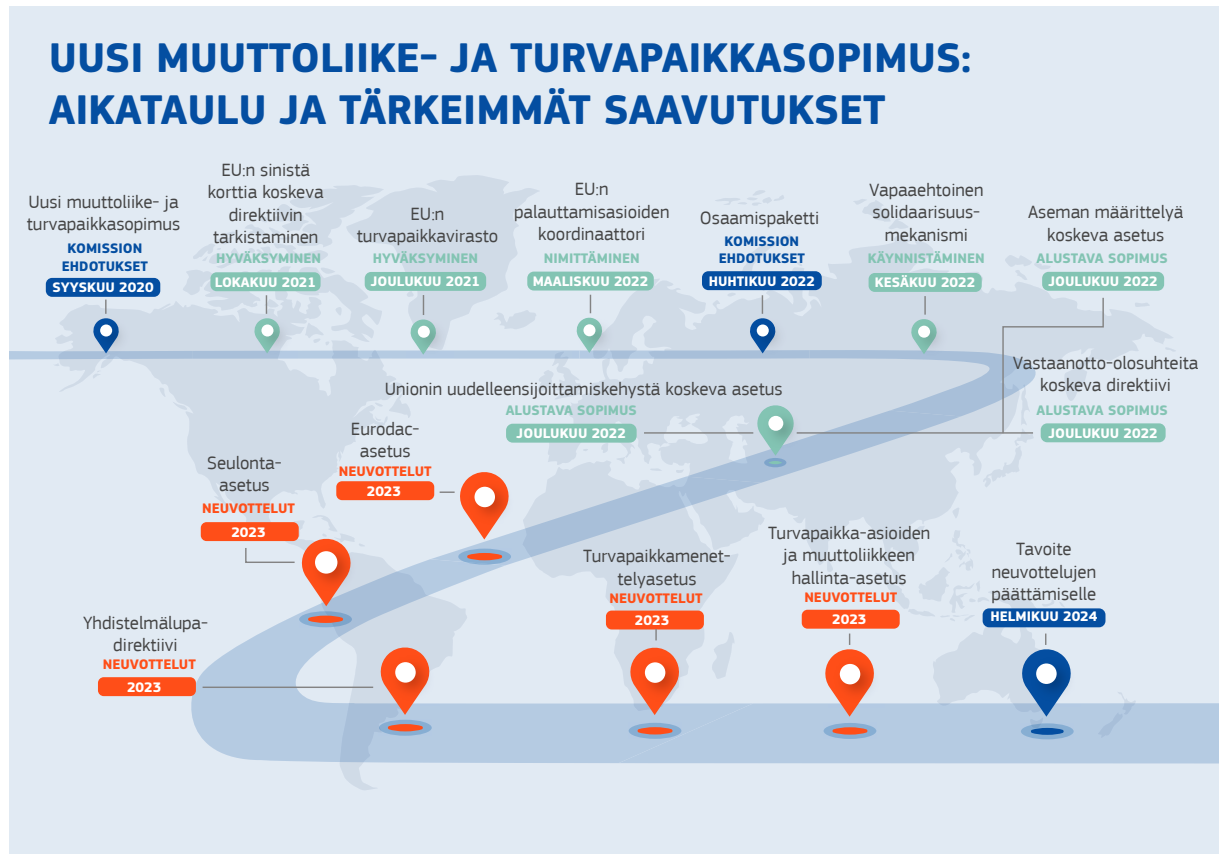 UUSI MUUTTOLIIKE- JA TURVAPAIKKASOPIMUS:
AIKATAULU JA TÄRKEIMMÄT SAAVUTUKSET
Uusi muuttoliike- ja
turvapaikkasopimus
KOMISSION
EHDOTUKSET
SYYSKUU 2020
EU:n sinistä
korttia koskeva
direktiivin
tarkistaminen
HYVÄKSYMINEN
LOKAKUU 2021
EU:n
turvapaikkavirasto
HYVÄKSYMINEN
JOULUKUU 2021
EU:n
palauttamisasioiden
koordinaattori
NIMITTÄMINEN
MAALISKUU 2022
Osaamispaketti
KOMISSION
EHDOTUKSET
HUHTIKUU 2022
Vapaaehtoinen
solidaarisuus-
mekanismi
KÄYNNISTÄMINEN
KESÄKUU 2022
Aseman määrittelyä
koskeva asetus
ALUSTAVA SOPIMUS
JOULUKUU 2022
Vastaanotto-olosuhteita
koskeva direktiivi
ALUSTAVA SOPIMUS
JOULUKUU 2022
Unionin uudelleensijoittamiskehystä koskeva asetus
ALUSTAVA SOPIMUS
JOULUKUU 2022
Eurodac-
asetus
NEUVOTTELUT
2023
Seulonta-
asetus
NEUVOTTELUT
2023
Yhdistelmälupa-
direktiivi
NEUVOTTELUT
2023
Turvapaikkamenet-
telyasetus
NEUVOTTELUT
2023
Turvapaikka-asioiden
ja muuttoliikkeen
hallinta-asetus
NEUVOTTELUT
2023
Tavoite
neuvottelujen
päättämiselle
HELMIKUU 2024